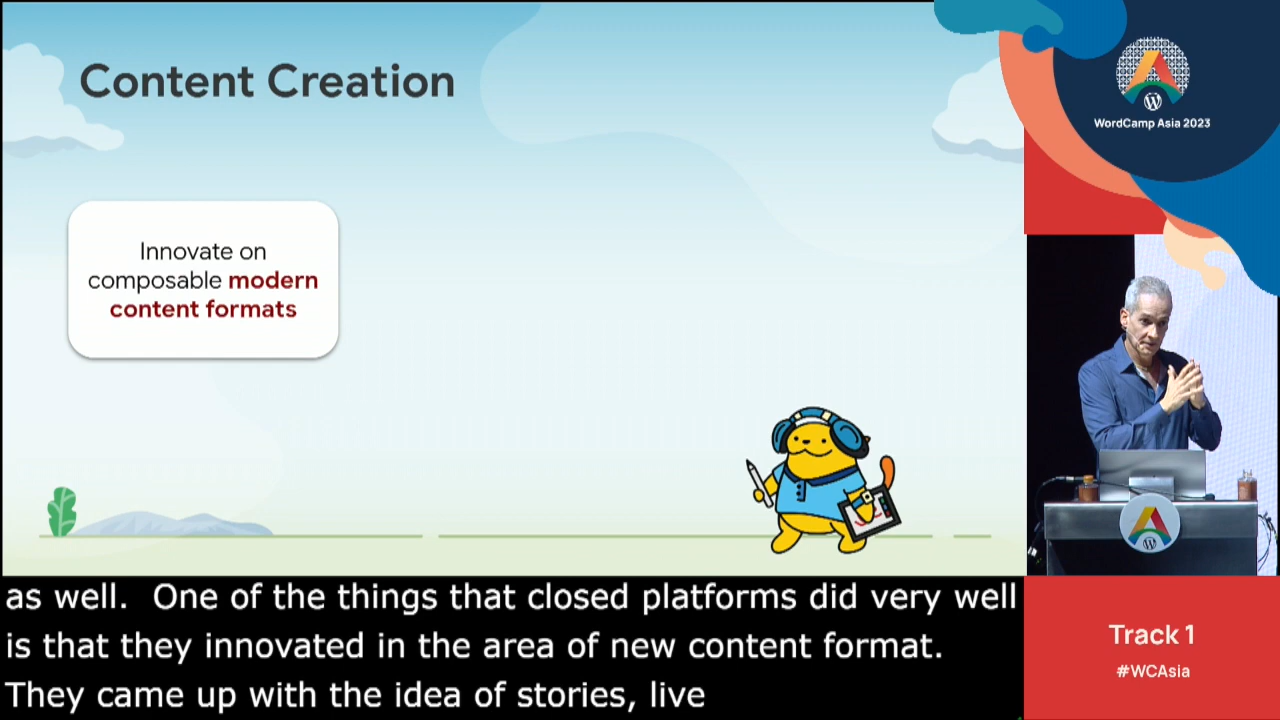 Content Creation
Innovate on
composable modern
content formats
WordCamp Asia 2023
as well.  One of the things that closed platforms did very well
is that they innovated in the area of new content format.
They came up with the idea of stories, live
Track 1
#WCAsia